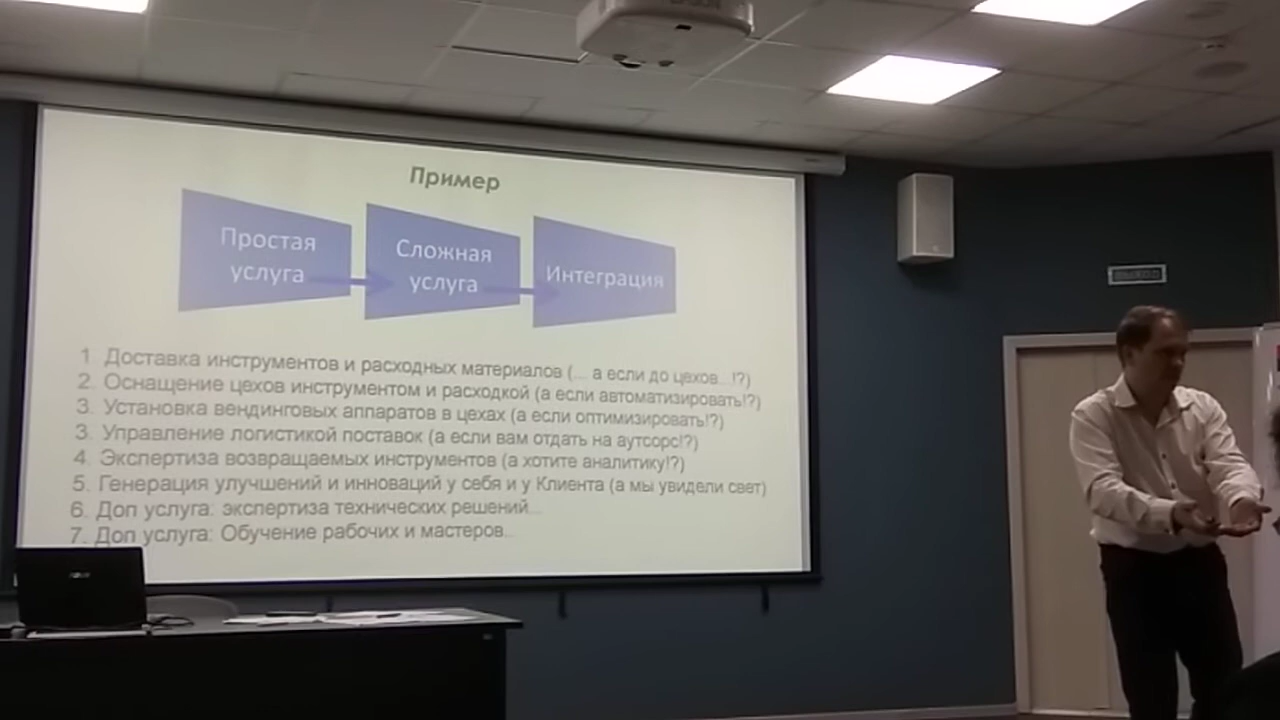 Пример
Простая
услуга
Сложная
услуга
Интеграция
1. Доставка инструментов и расходных материалов (... а если до цехов...!?)
2. Оснащение цехов инструментом и расходкой (а если автоматизировать!?)
3. Установка вендинговых аппаратов в цехах (а если оптимизировать!?)
3. Управление логистикой поставок (а если вам отдать на аутсорс!?)
4. Экспертиза возвращаемых инструментов (а хотите аналитику!?)
5. Генерация улучшений и инноваций у себя и у Клиента (а мы увидели свет)
6. Доп услуга: экспертиза технических решений...
7. Доп услуга: Обучение рабочих и мастеров...